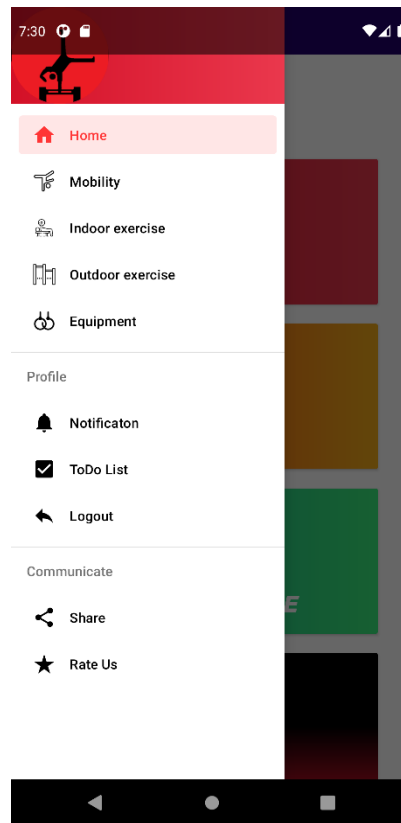 7:30
Home
Mobility
Indoor exercise
Outdoor exercise
Equipment
Profile
Notificaton
ToDo List
Logout
Communicate
E
Share
Rate Us